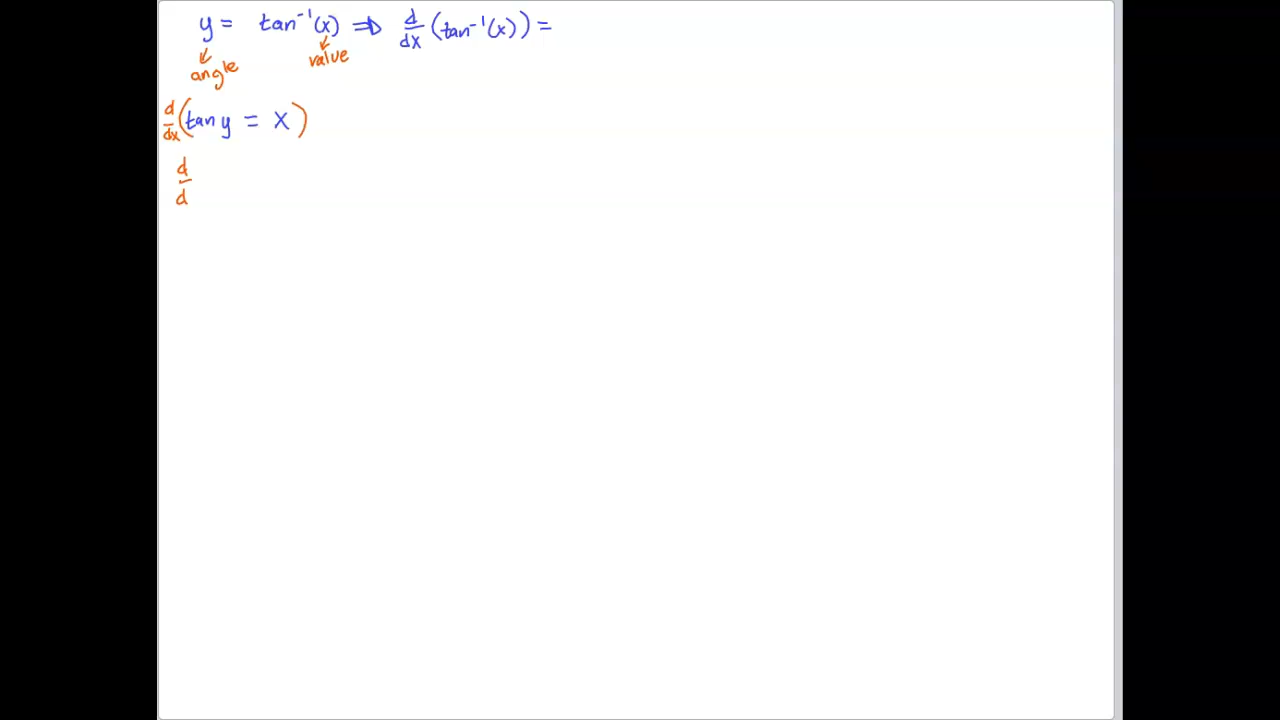 y = tan⁻¹(x) ⇒ d/dx (tan⁻¹(x)) =
angle value
d/dx (tan y = x)
d/d